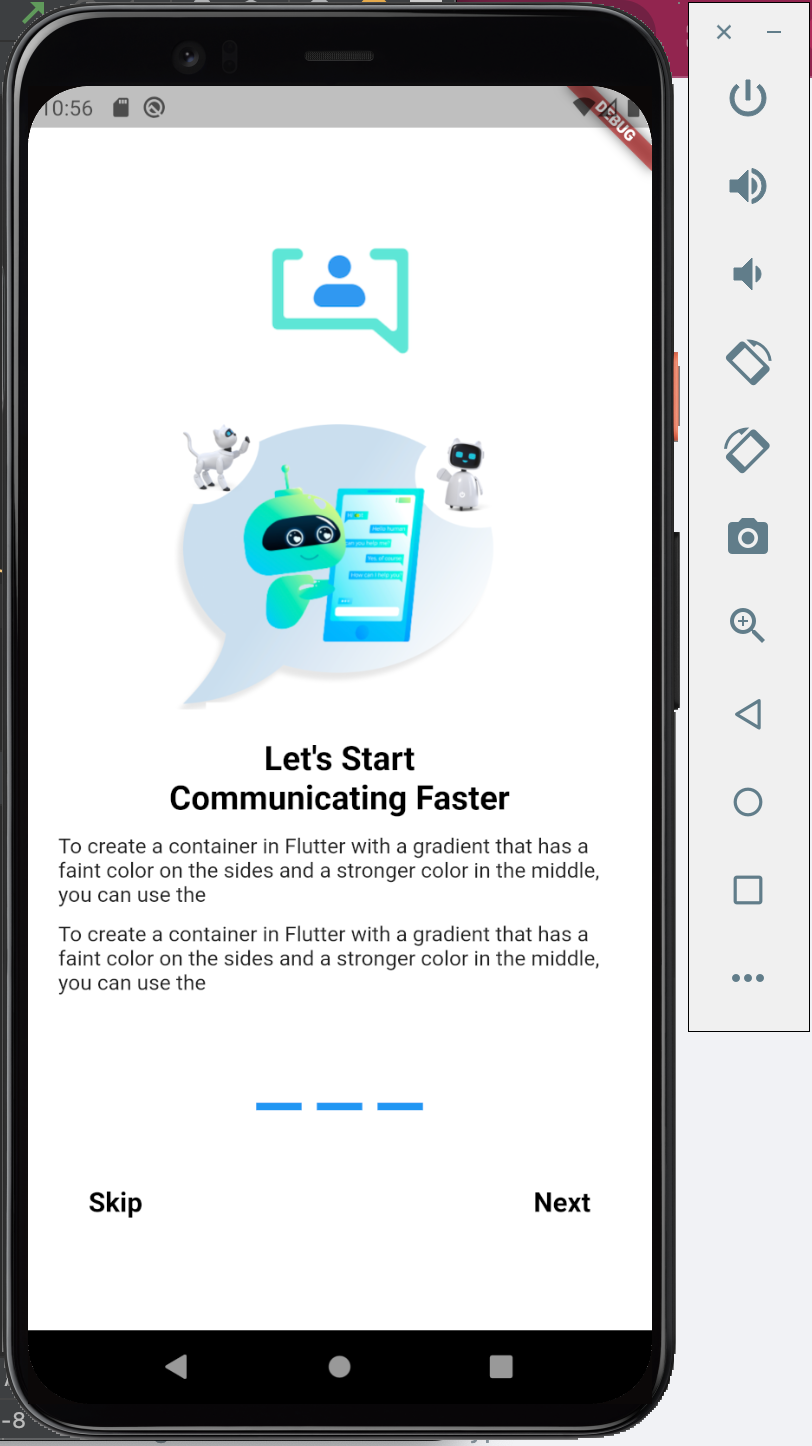 10:56
DEBUG
Hello human
can you help me?
Yes of course
How can I help you?
Let's Start
Communicating Faster
To create a container in Flutter with a gradient that has a
faint color on the sides and a stronger color in the middle,
you can use the
To create a container in Flutter with a gradient that has a
faint color on the sides and a stronger color in the middle,
you can use the
Skip
Next
-8